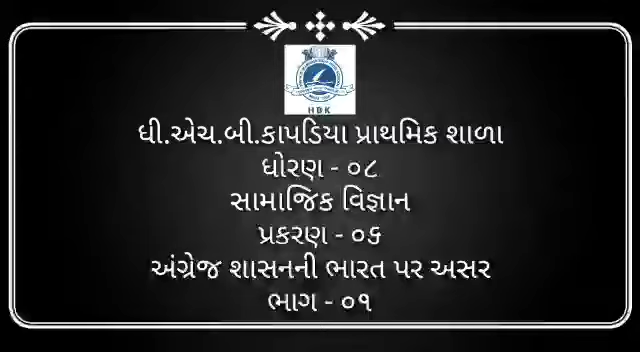 HBK
ધી.એચ.બી.કાપડિયા પ્રાથમિક શાળા
ધોરણ - ૦૮
સામાજિક વિજ્ઞાન
પ્રકરણ - ૦૬
અંગ્રેજ શાસનની ભારત પર અસર
ભાગ - ૦૧